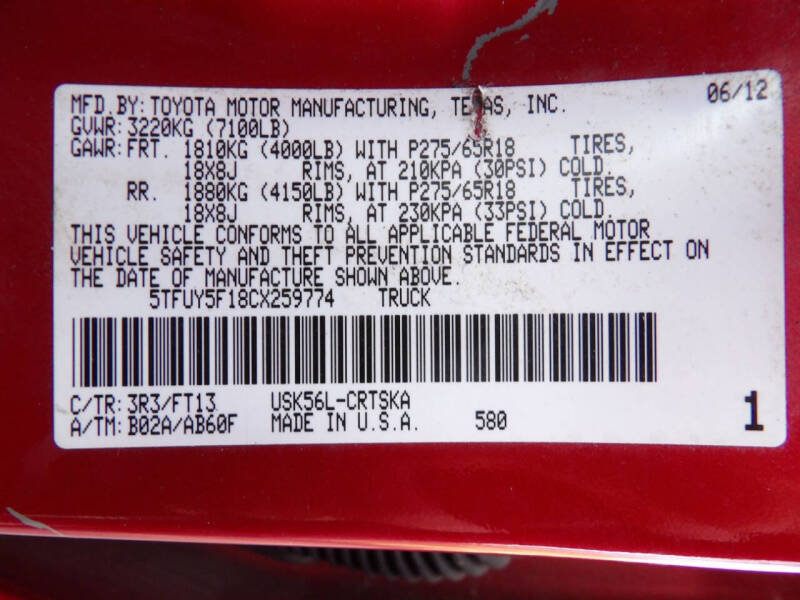 MFD.BY: TOYOTA MOTOR MANUFACTURING, TEXAS, INC. 06/12
GVWR: 3220KG (7100LB)
GAWR: FRT. 1810KG (4000LB) WITH P275/65R18 TIRES,
18X8J RIMS, AT 210KPA (30PSI) COLD.
RR. 1880KG (4150LB) WITH P275/65R18 TIRES,
18X8J RIMS, AT 230KPA (33PSI) COLD.
THIS VEHICLE CONFORMS TO ALL APPLICABLE FEDERAL MOTOR
VEHICLE SAFETY AND THEFT PREVENTION STANDARDS IN EFFECT ON
THE DATE OF MANUFACTURE SHOWN ABOVE.
5TFUY5F18CX259774 TRUCK
C/TR: 3R3/FT13 USK56L-CRTSKA
A/TM: B02A/AB60F MADE IN U.S.A. 580 1